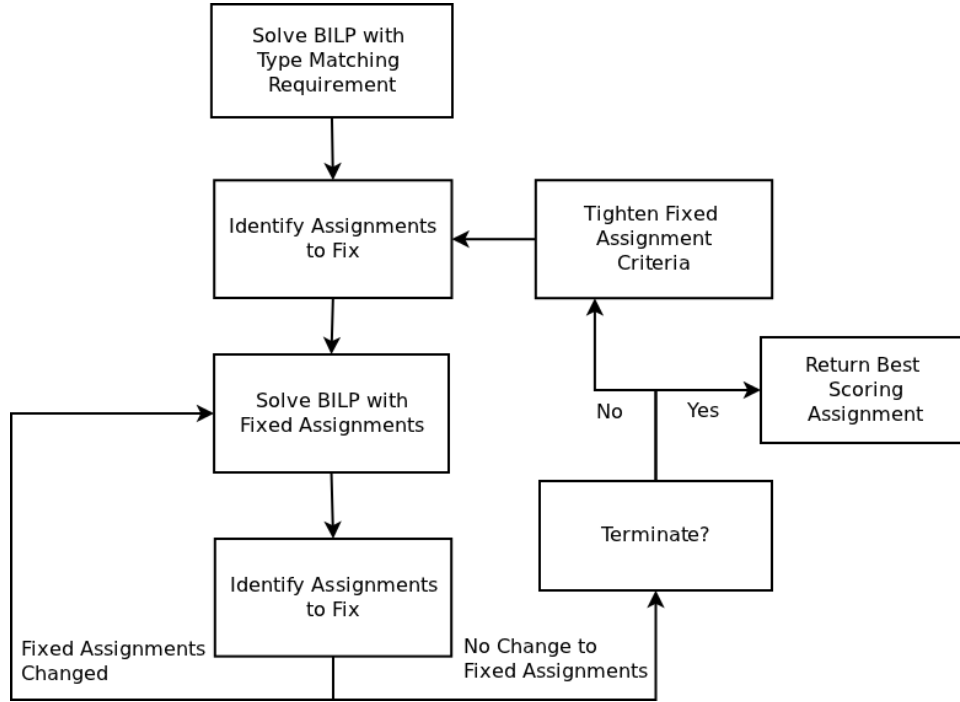 Solve BILP with
Type Matching
Requirement
Identify Assignments
to Fix
Tighten Fixed
Assignment
Criteria
Solve BILP with
Fixed Assignments
No
Yes
Return Best
Scoring
Assignment
Terminate?
Identify Assignments
to Fix
Fixed Assignments
Changed
No Change to
Fixed Assignments